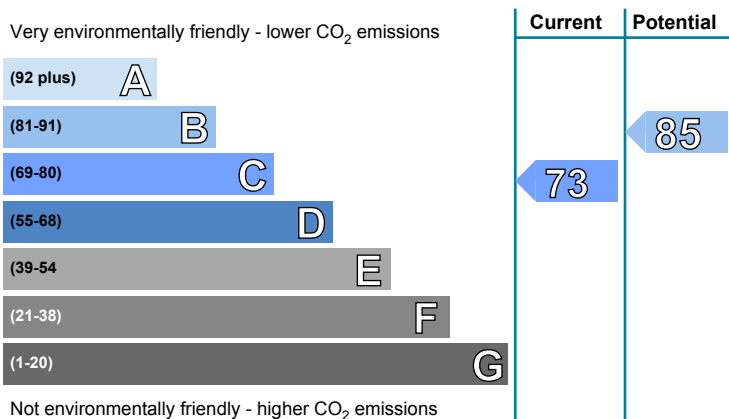 Very environmentally friendly - lower CO2 emissions
Current
Potential
(92 plus) A
(81-91) B
85
(69-80) C
73
(55-68) D
(39-54 E
(21-38) F
(1-20) G
Not environmentally friendly - higher CO2 emissions